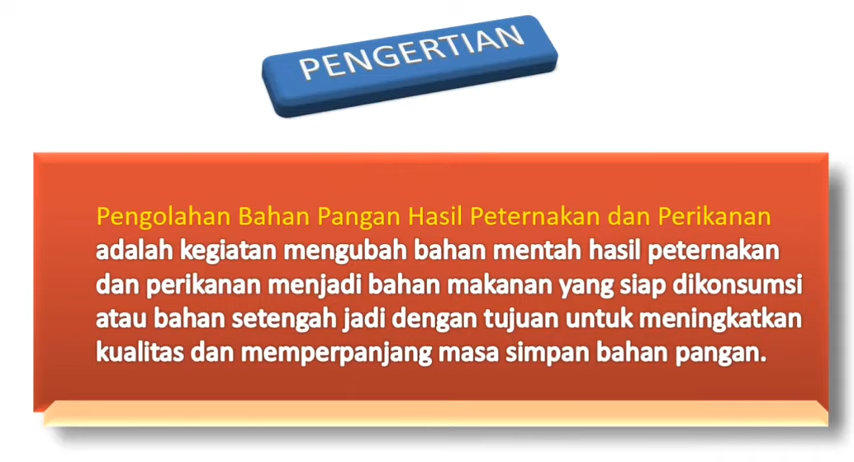 PENGERTIAN
Pengolahan Bahan Pangan Hasil Peternakan dan Perikanan
adalah kegiatan mengubah bahan mentah hasil peternakan
dan perikanan menjadi bahan makanan yang siap dikonsumsi
atau bahan setengah jadi dengan tujuan untuk meningkatkan
kualitas dan memperpanjang masa simpan bahan pangan.